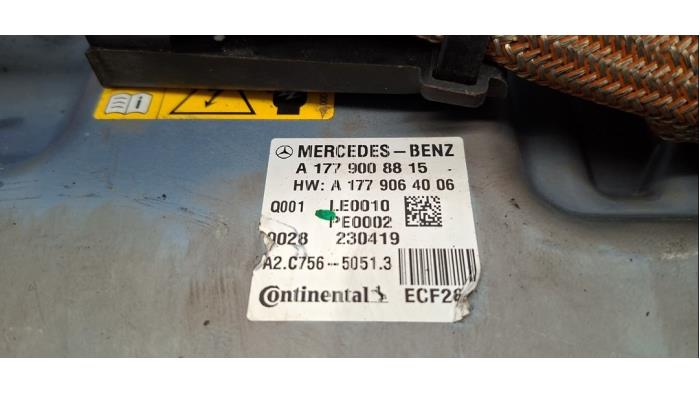 MERCEDES-BENZ
A 177 900 88 15
HW: A 177 906 40 06
Q001 LE0010
PE0002
0028 230419
A2.C756-5051.3
Continental ECF28